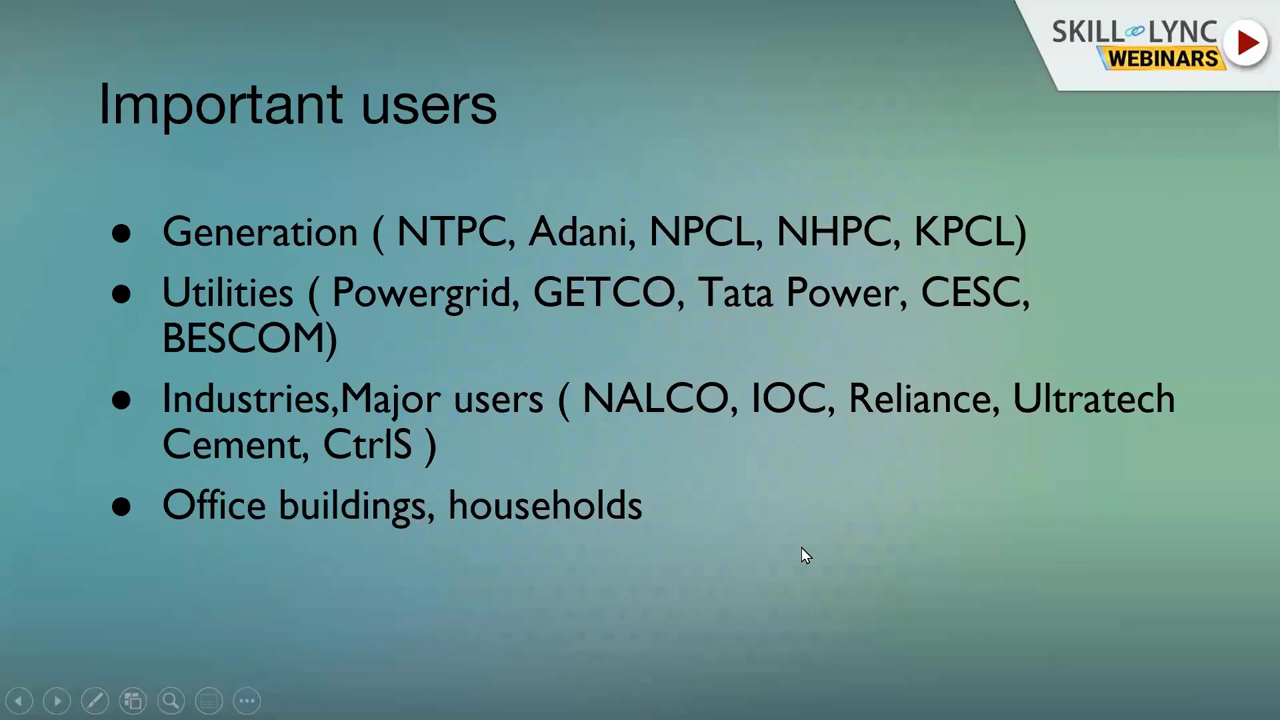 SKILL LYNC
WEBINARS
Important users
● Generation ( NTPC, Adani, NPCL, NHPC, KPCL)
● Utilities ( Powergrid, GETCO, Tata Power, CESC,
BESCOM)
● Industries,Major users ( NALCO, IOC, Reliance, Ultratech
Cement, CtrlS )
● Office buildings, households